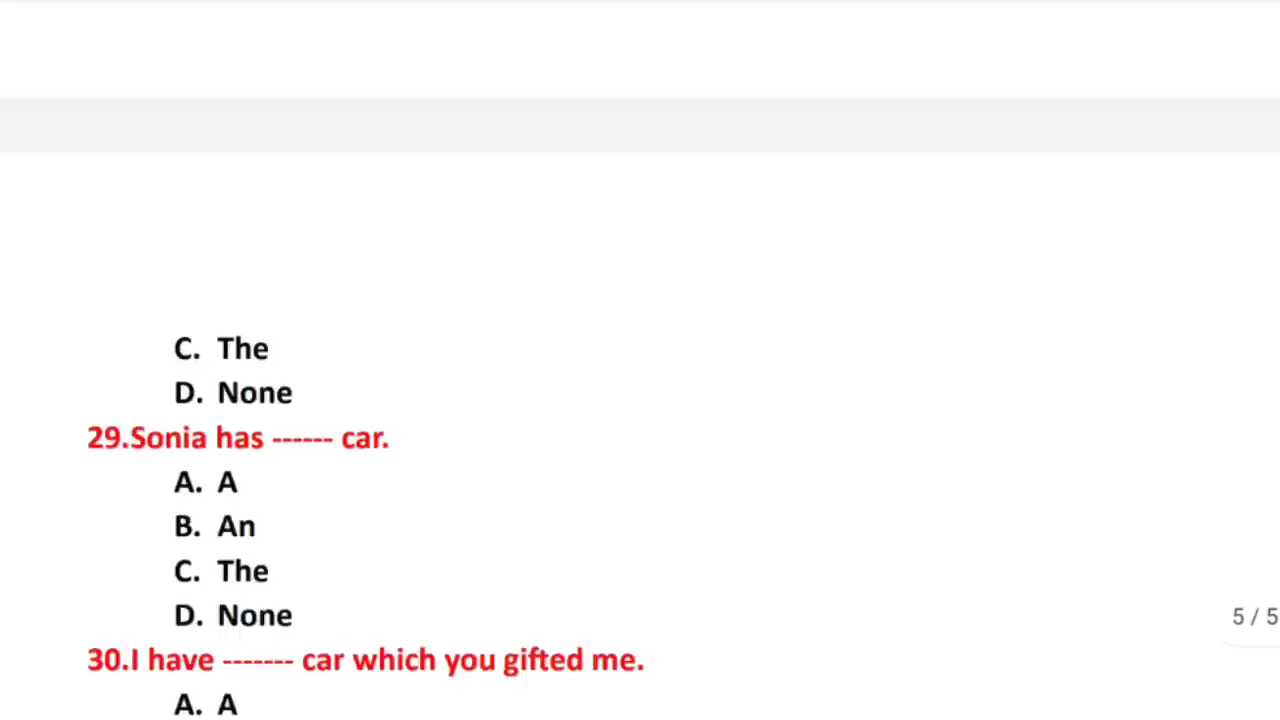 C. The
D. None
29.Sonia has ------ car.
A. A
B. An
C. The
D. None
5 / 5
30.I have ------- car which you gifted me.
A. A